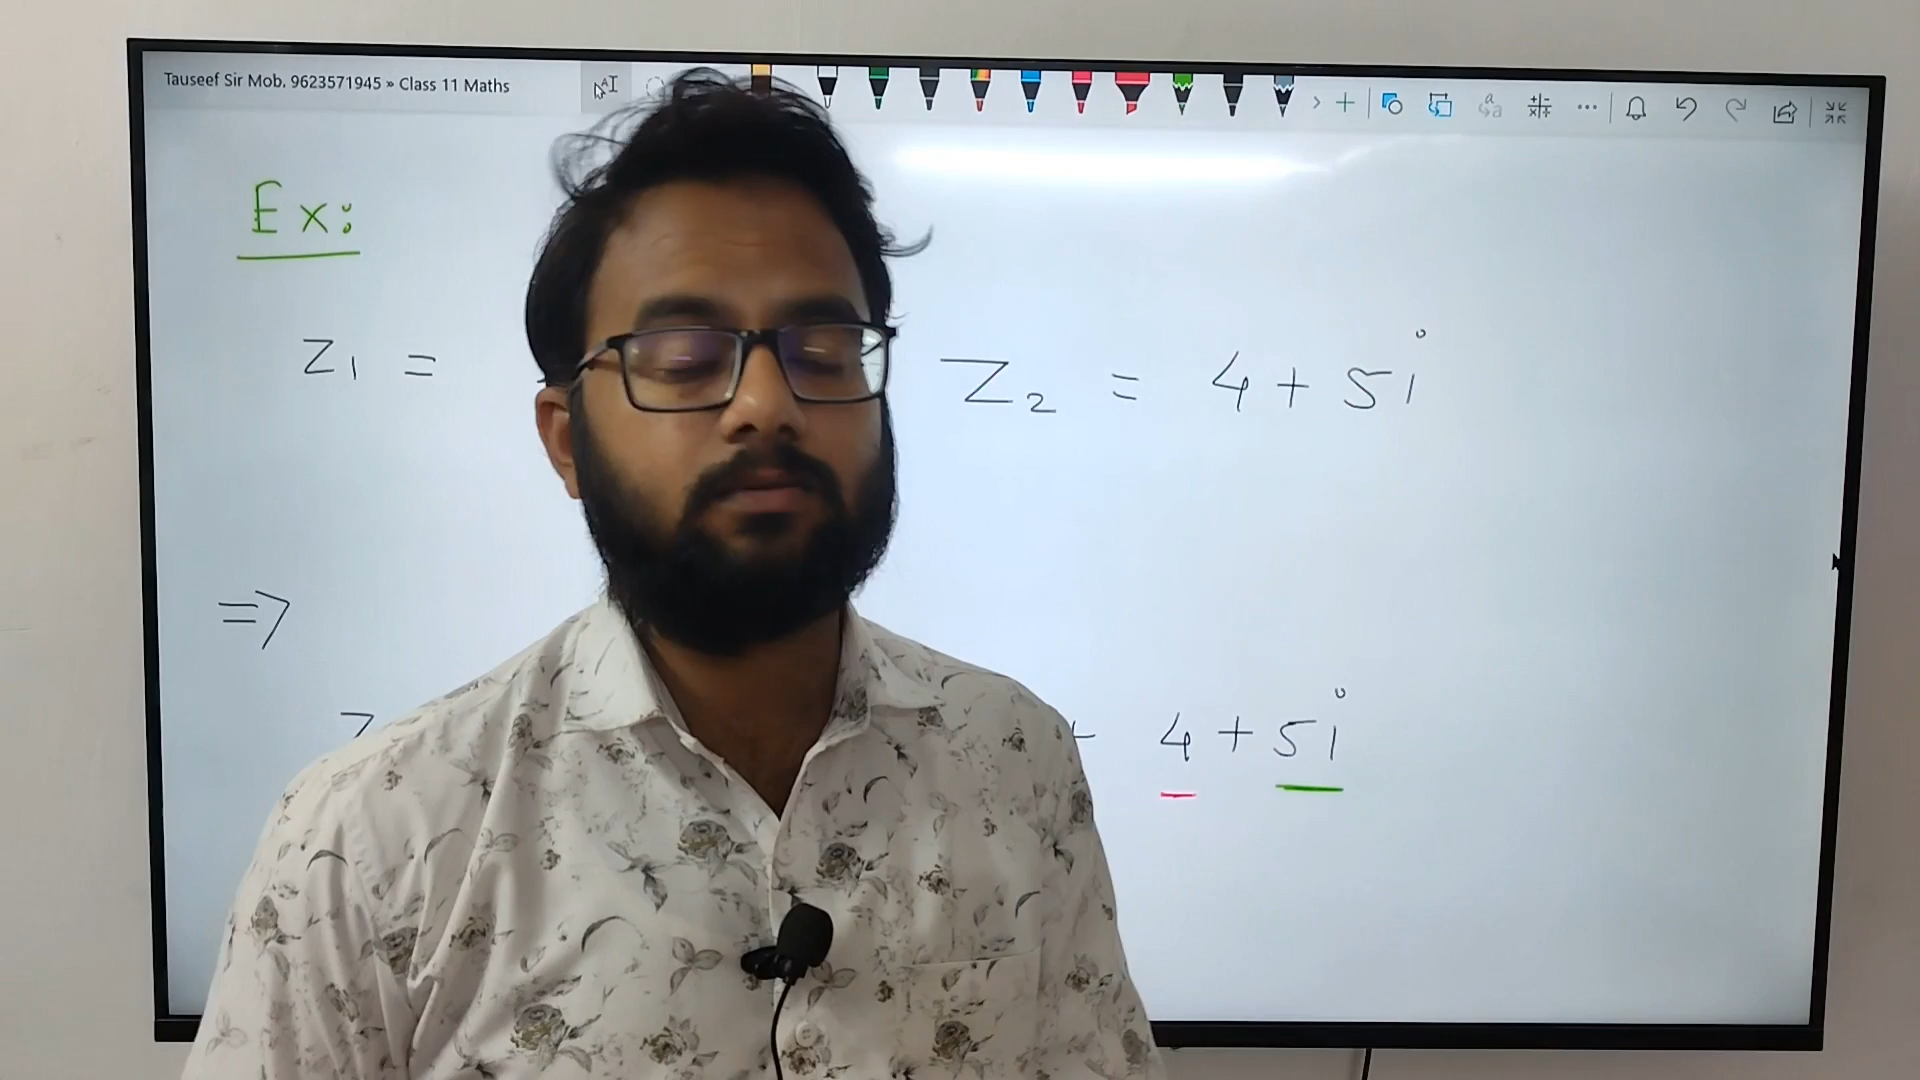 Tauseef Sir Mob. 9623571945 » Class 11 Maths
Ex:
Z1 =
Z2 = 4 + 5i
=>
Z
4 + 5i